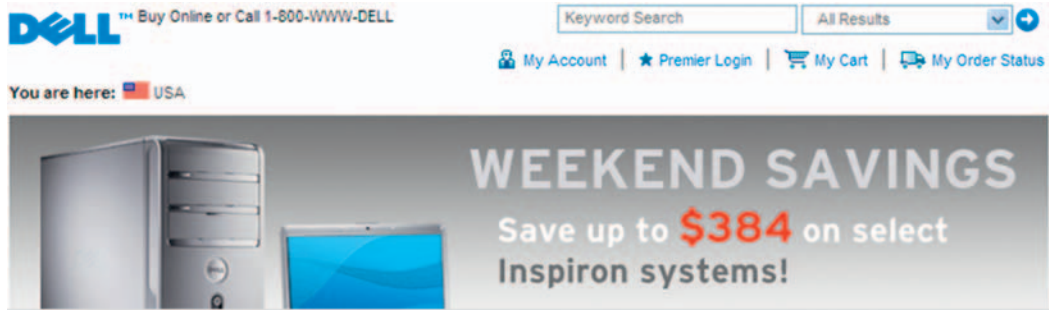 DELL™ Buy Online or Call 1-800-WWW-DELL
Keyword Search
All Results
My Account | ★ Premier Login | My Cart | My Order Status
You are here: USA
WEEKEND SAVINGS
Save up to $384 on select
Inspiron systems!